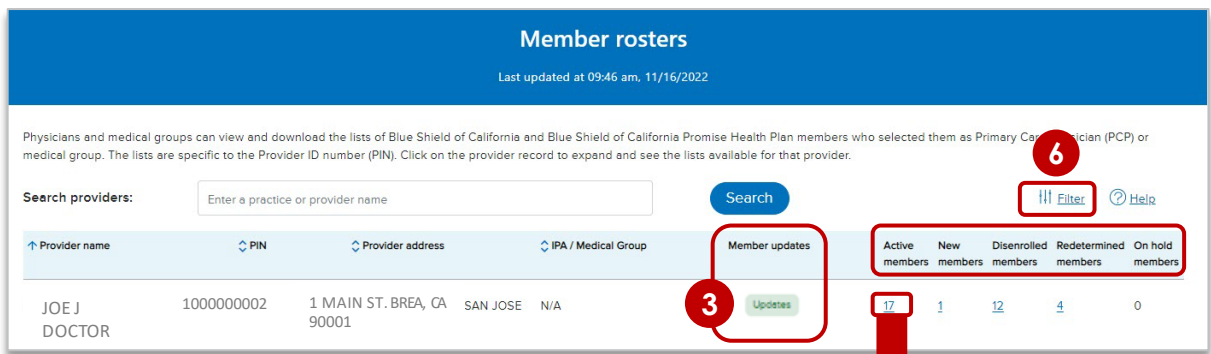 Member rosters
Last updated at 09:46 am, 11/16/2022
Physicians and medical groups can view and download the lists of Blue Shield of California and Blue Shield of California Promise Health Plan members who selected them as Primary Care Physician (PCP) or
medical group. The lists are specific to the Provider ID number (PIN). Click on the provider record to expand and see the lists available for that provider.
6
Search providers: Enter a practice or provider name Search Filter Help
Provider name PIN Provider address IPA / Medical Group Member updates Active New Disenrolled Redetermined On hold
members members members members members
JOE J 1000000002 1 MAIN ST. BREA, CA SAN JOSE N/A 3 Updates 17 1 12 4 0
DOCTOR 90001